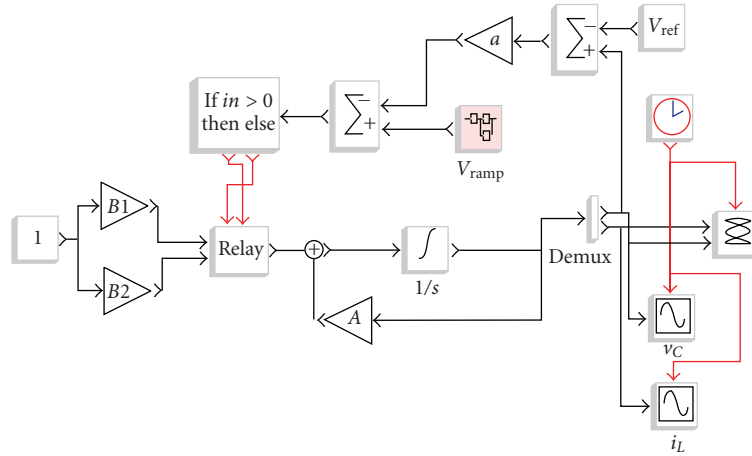 V_ref
a
− + Σ
If in > 0
then else
− + Σ
V_ramp
B1
1
Relay
+
∫
1/s
Demux
B2
A
v_C
i_L